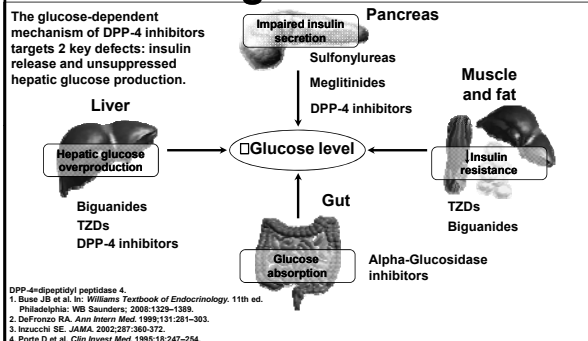 The glucose-dependent
mechanism of DPP-4 inhibitors
targets 2 key defects: insulin
release and unsuppressed
hepatic glucose production.
Pancreas
Impaired insulin
secretion
Sulfonylureas
Meglitinides
DPP-4 inhibitors
Liver
Hepatic glucose
overproduction
Biguanides
TZDs
DPP-4 inhibitors
□Glucose level
Muscle
and fat
↓Insulin
resistance
TZDs
Biguanides
Gut
Glucose
absorption
Alpha-Glucosidase
inhibitors
DPP-4=dipeptidyl peptidase 4.
1. Buse JB et al. In: Williams Textbook of Endocrinology. 11th ed.
Philadelphia: WB Saunders; 2008:1329–1389.
2. DeFronzo RA. Ann Intern Med. 1999;131:281–303.
3. Inzucchi SE. JAMA. 2002;287:360-372.
4. Porte D et al. Clin Invest Med. 1995;18:247–254.